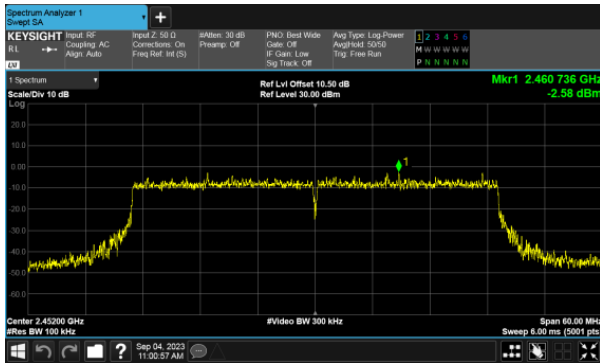 Spectrum Analyzer 1
Swept SA
+
KEYSIGHT
RL
LXI
Input: RF
Coupling: AC
Align: Auto
Input Z: 50 Ω
Corrections: On
Freq Ref: Int (S)
#Atten: 30 dB
Preamp: Off
PNO: Best Wide
Gate: Off
IF Gain: Low
Sig Track: Off
Avg Type: Log-Power
Avg|Hold: 50/50
Trig: Free Run
1 2 3 4 5 6
M W W W W W
P N N N N N
1 Spectrum
Scale/Div 10 dB
Ref Lvl Offset 10.50 dB
Ref Level 30.00 dBm
Mkr1 2.460 736 GHz
-2.58 dBm
Log
20.0
10.0
0.00
-10.0
-20.0
-30.0
-40.0
-50.0
-60.0
1
Center 2.45200 GHz
#Res BW 100 kHz
#Video BW 300 kHz
Span 60.00 MHz
Sweep 6.00 ms (5001 pts)
?
Sep 04, 2023
11:00:57 AM